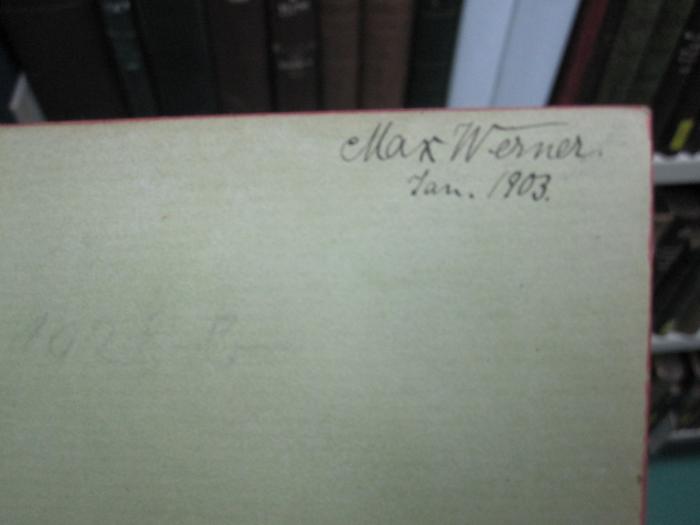 Max Werner.
Jan. 1903.